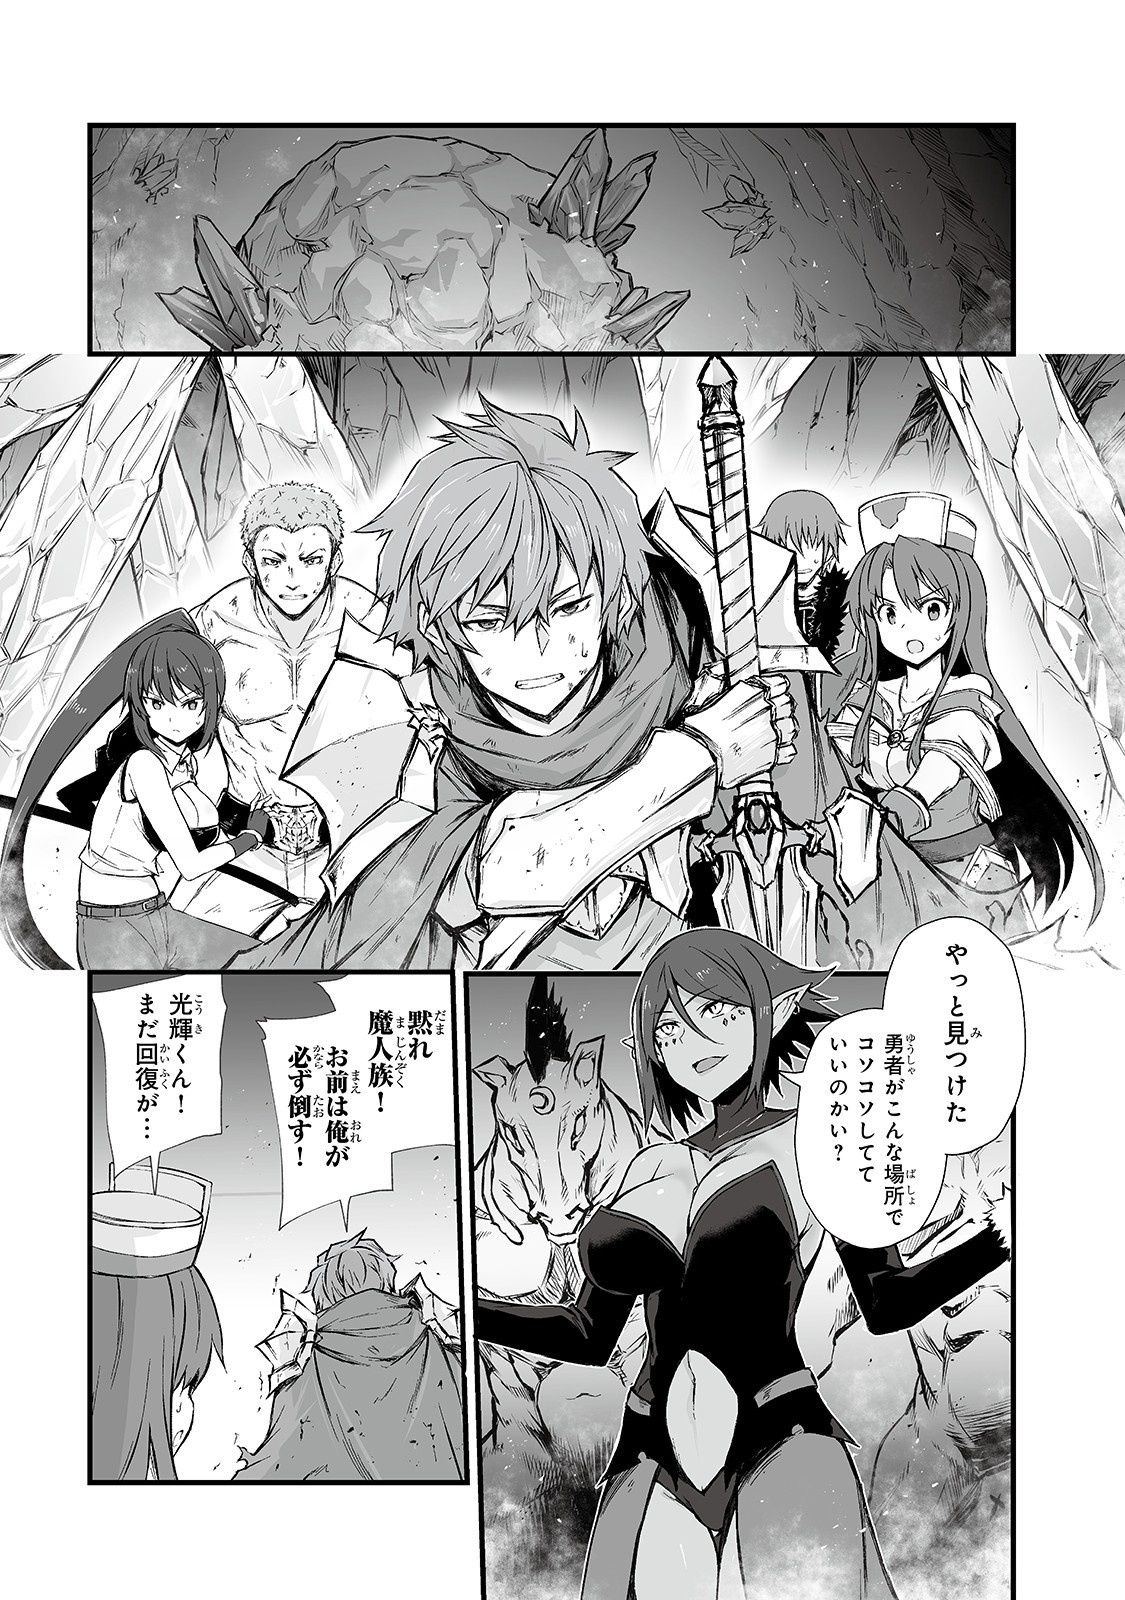 やっと見つけた
勇者がこんな場所で
コソコソしてて
いいのかい？
黙れ
魔人族！
お前は俺が
必ず倒す！
光輝くん！
まだ回復が…